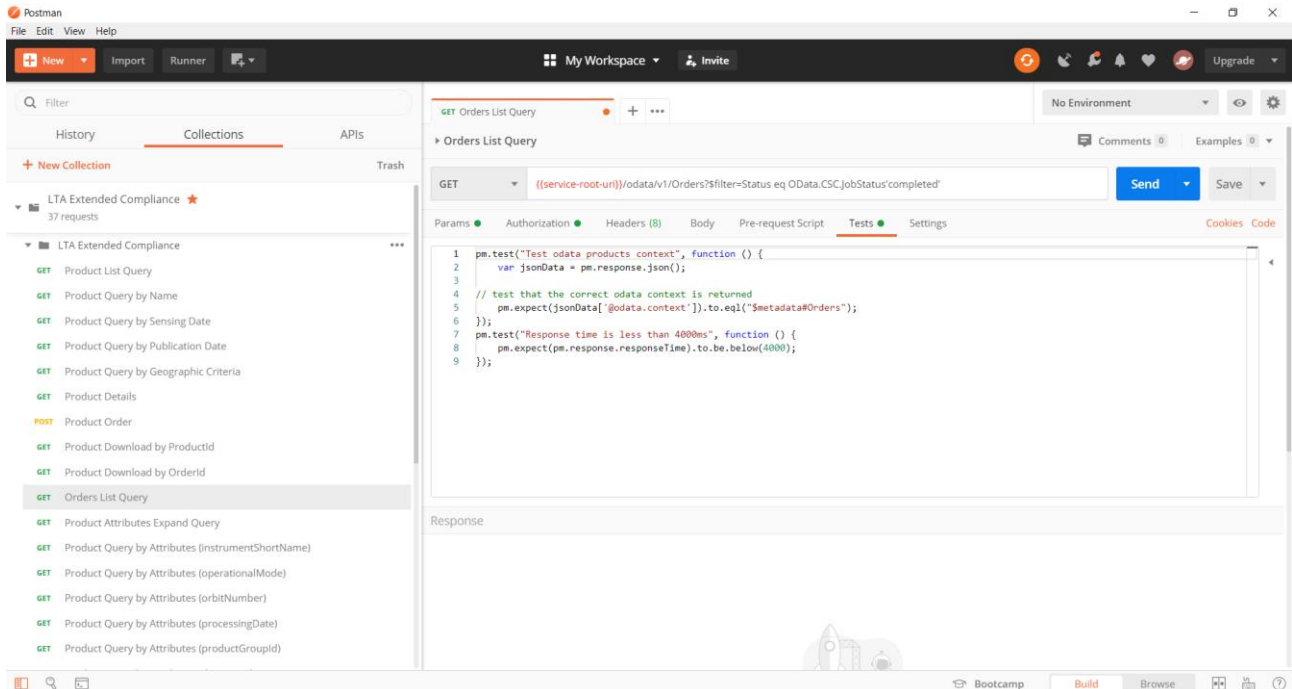 Postman
File Edit View Help
New Import Runner My Workspace Invite Upgrade
Filter
History Collections APIs
+ New Collection Trash
LTA Extended Compliance
37 requests
LTA Extended Compliance
GET Product List Query
GET Product Query by Name
GET Product Query by Sensing Date
GET Product Query by Publication Date
GET Product Query by Geographic Criteria
GET Product Details
POST Product Order
GET Product Download by ProductId
GET Product Download by OrderId
GET Orders List Query
GET Product Attributes Expand Query
GET Product Query by Attributes (instrumentShortName)
GET Product Query by Attributes (operationalMode)
GET Product Query by Attributes (orbitNumber)
GET Product Query by Attributes (processingDate)
GET Product Query by Attributes (productGroupId)
GET Orders List Query + ••• No Environment
Orders List Query Comments 0 Examples 0
GET {{service-root-uri}}/odata/v1/Orders?$filter=Status eq OData.CSC.JobStatus'completed' Send Save
Params Authorization Headers (8) Body Pre-request Script Tests Settings Cookies Code
1 pm.test("Test odata products context", function () {
2 var jsonData = pm.response.json();
3
4 // test that the correct odata context is returned
5 pm.expect(jsonData['@odata.context']).to.eql("$metadata#Orders");
6 });
7 pm.test("Response time is less than 4000ms", function () {
8 pm.expect(pm.response.responseTime).to.be.below(4000);
9 });
Response
Bootcamp Build Browse